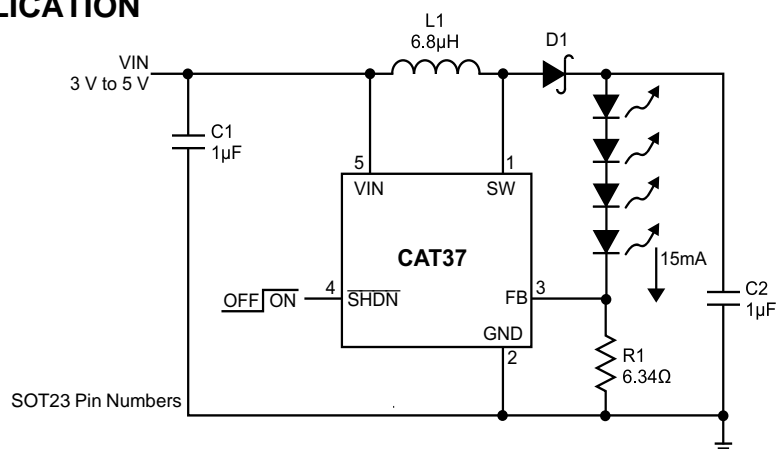 LICATION
L1
6.8µH
D1
VIN
3 V to 5 V
C1
1µF
5
1
VIN
SW
CAT37
15mA
OFF ON
4
SHDN
FB
3
C2
1µF
GND
2
R1
6.34Ω
SOT23 Pin Numbers